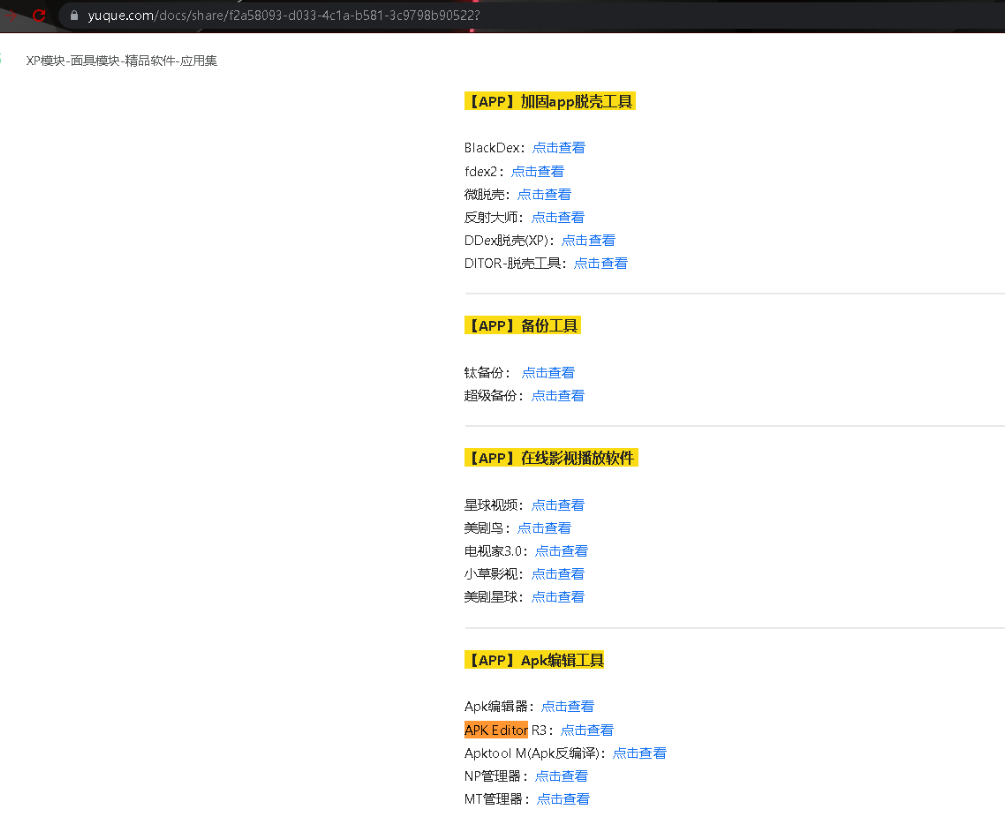 yuque.com/docs/share/f2a58093-d033-4c1a-b581-3c9798b90522?
XP模块-面具模块-精品软件-应用集
【APP】加固app脱壳工具
BlackDex：点击查看
fdex2：点击查看
微脱壳：点击查看
反射大师：点击查看
DDex脱壳(XP)：点击查看
DITOR-脱壳工具：点击查看
【APP】备份工具
钛备份： 点击查看
超级备份：点击查看
【APP】在线影视播放软件
星球视频：点击查看
美剧鸟：点击查看
电视家3.0：点击查看
小草影视：点击查看
美剧星球：点击查看
【APP】Apk编辑工具
Apk编辑器：点击查看
APK Editor R3：点击查看
Apktool M(Apk反编译)：点击查看
NP管理器：点击查看
MT管理器：点击查看